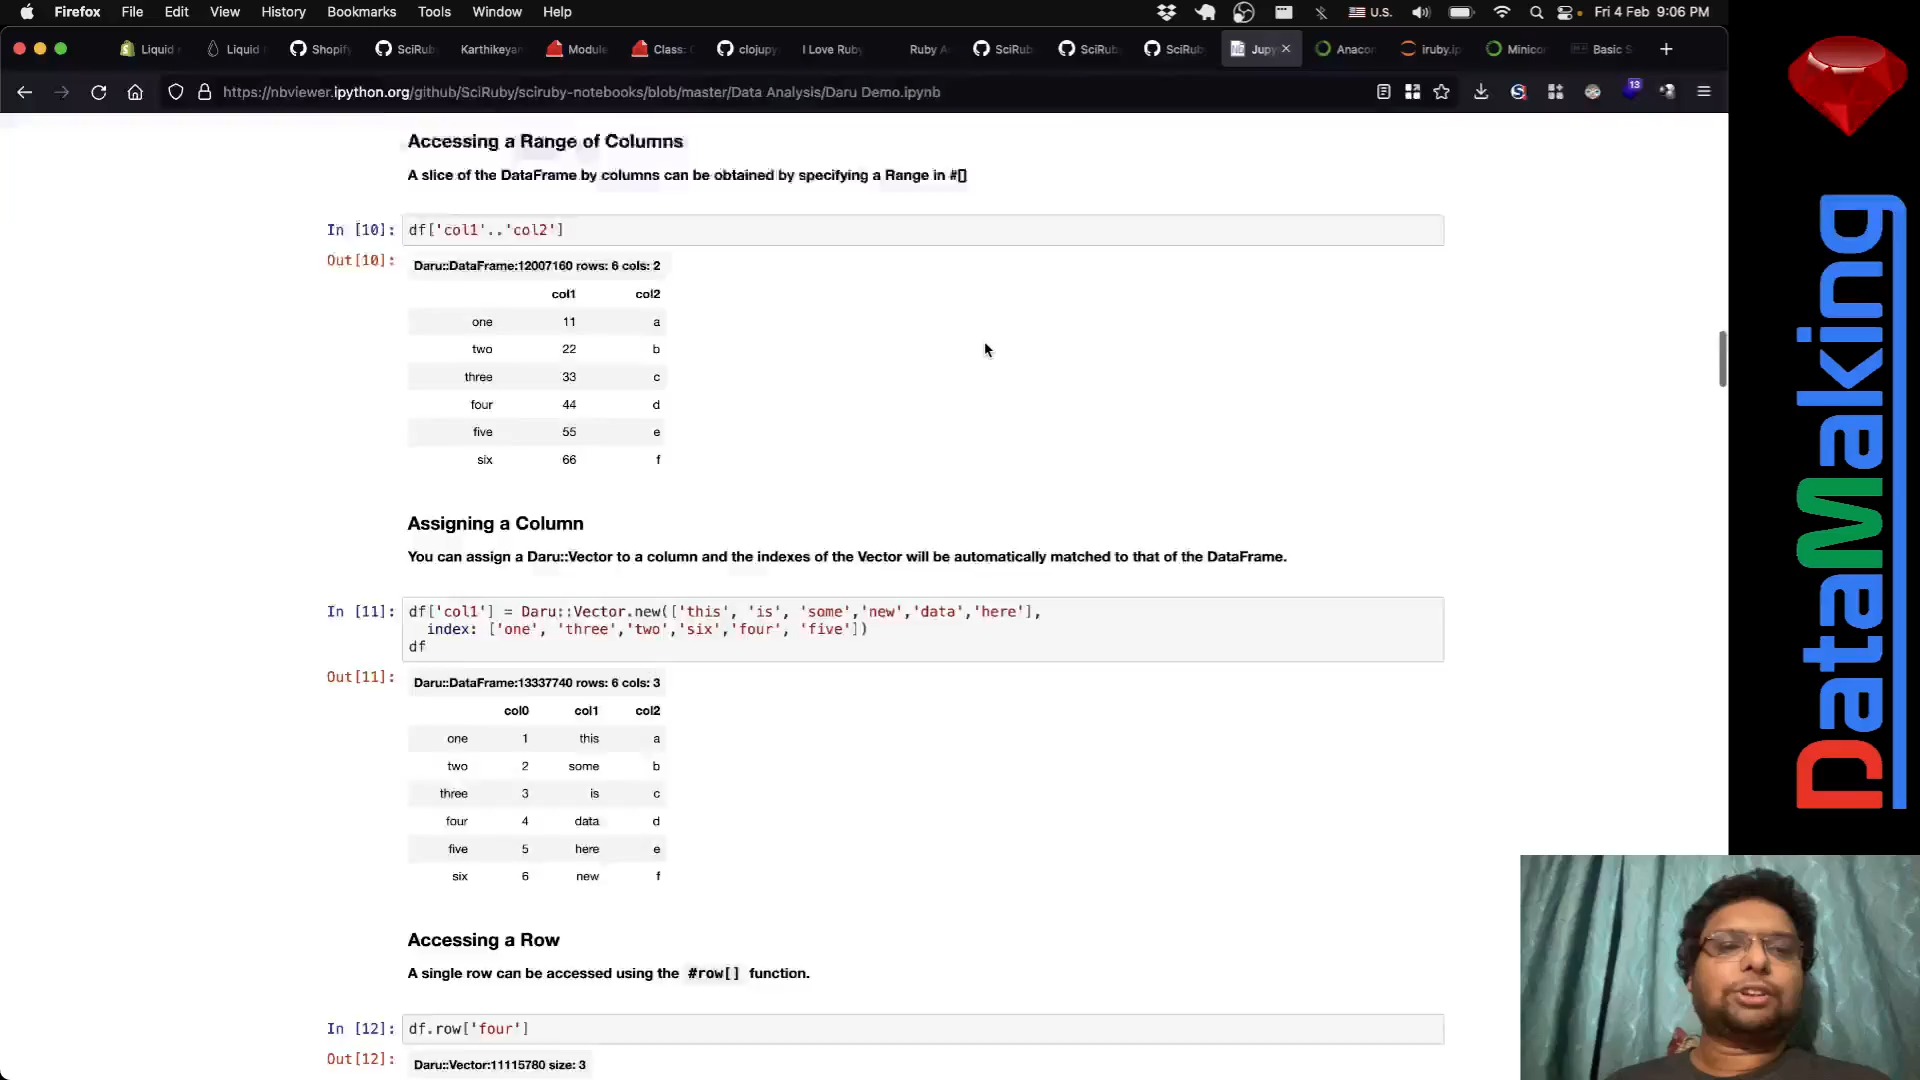 Firefox File Edit View History Bookmarks Tools Window Help U.S. Fri 4 Feb 9:06 PM
Liquid Liquid Shopify SciRub Karthikeyan Module Class: clojupy I Love Ruby Ruby SciRub SciRub SciRub Jupy Anacon iruby.ip Minico Basic S
https://nbviewer.ipython.org/github/SciRuby/sciruby-notebooks/blob/master/Data Analysis/Daru Demo.ipynb 13
Accessing a Range of Columns
A slice of the DataFrame by columns can be obtained by specifying a Range in #[]
In [10]: df['col1'..'col2']
Out[10]: Daru::DataFrame:12007160 rows: 6 cols: 2
col1 col2
one 11 a
two 22 b
three 33 c
four 44 d
five 55 e
six 66 f
Assigning a Column
You can assign a Daru::Vector to a column and the indexes of the Vector will be automatically matched to that of the DataFrame.
In [11]: df['col1'] = Daru::Vector.new(['this', 'is', 'some','new','data','here'],
index: ['one', 'three','two','six','four', 'five'])
df
Out[11]: Daru::DataFrame:13337740 rows: 6 cols: 3
col0 col1 col2
one 1 this a
two 2 some b
three 3 is c
four 4 data d
five 5 here e
six 6 new f
Accessing a Row
A single row can be accessed using the #row[] function.
In [12]: df.row['four']
Out[12]: Daru::Vector:11115780 size: 3
DataMaking